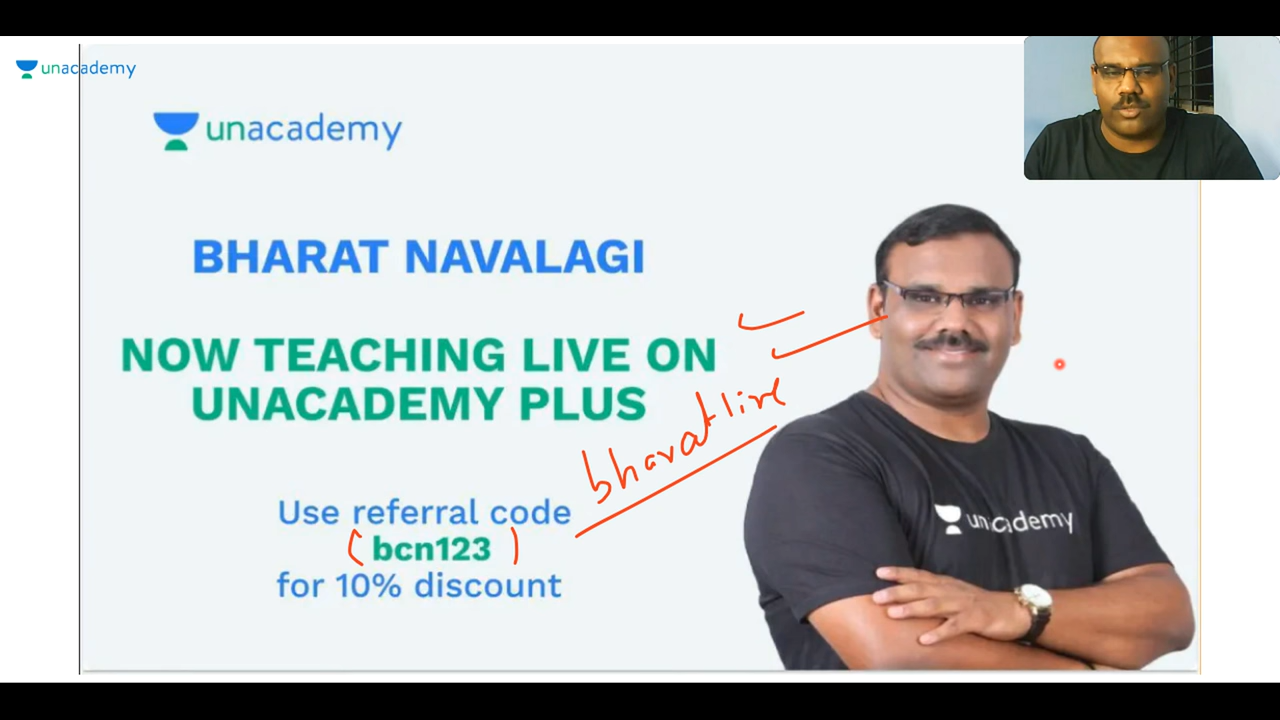 unacademy
unacademy
BHARAT NAVALAGI
NOW TEACHING LIVE ON
UNACADEMY PLUS
bharatlive
Use referral code
(bcn123)
for 10% discount
unacademy